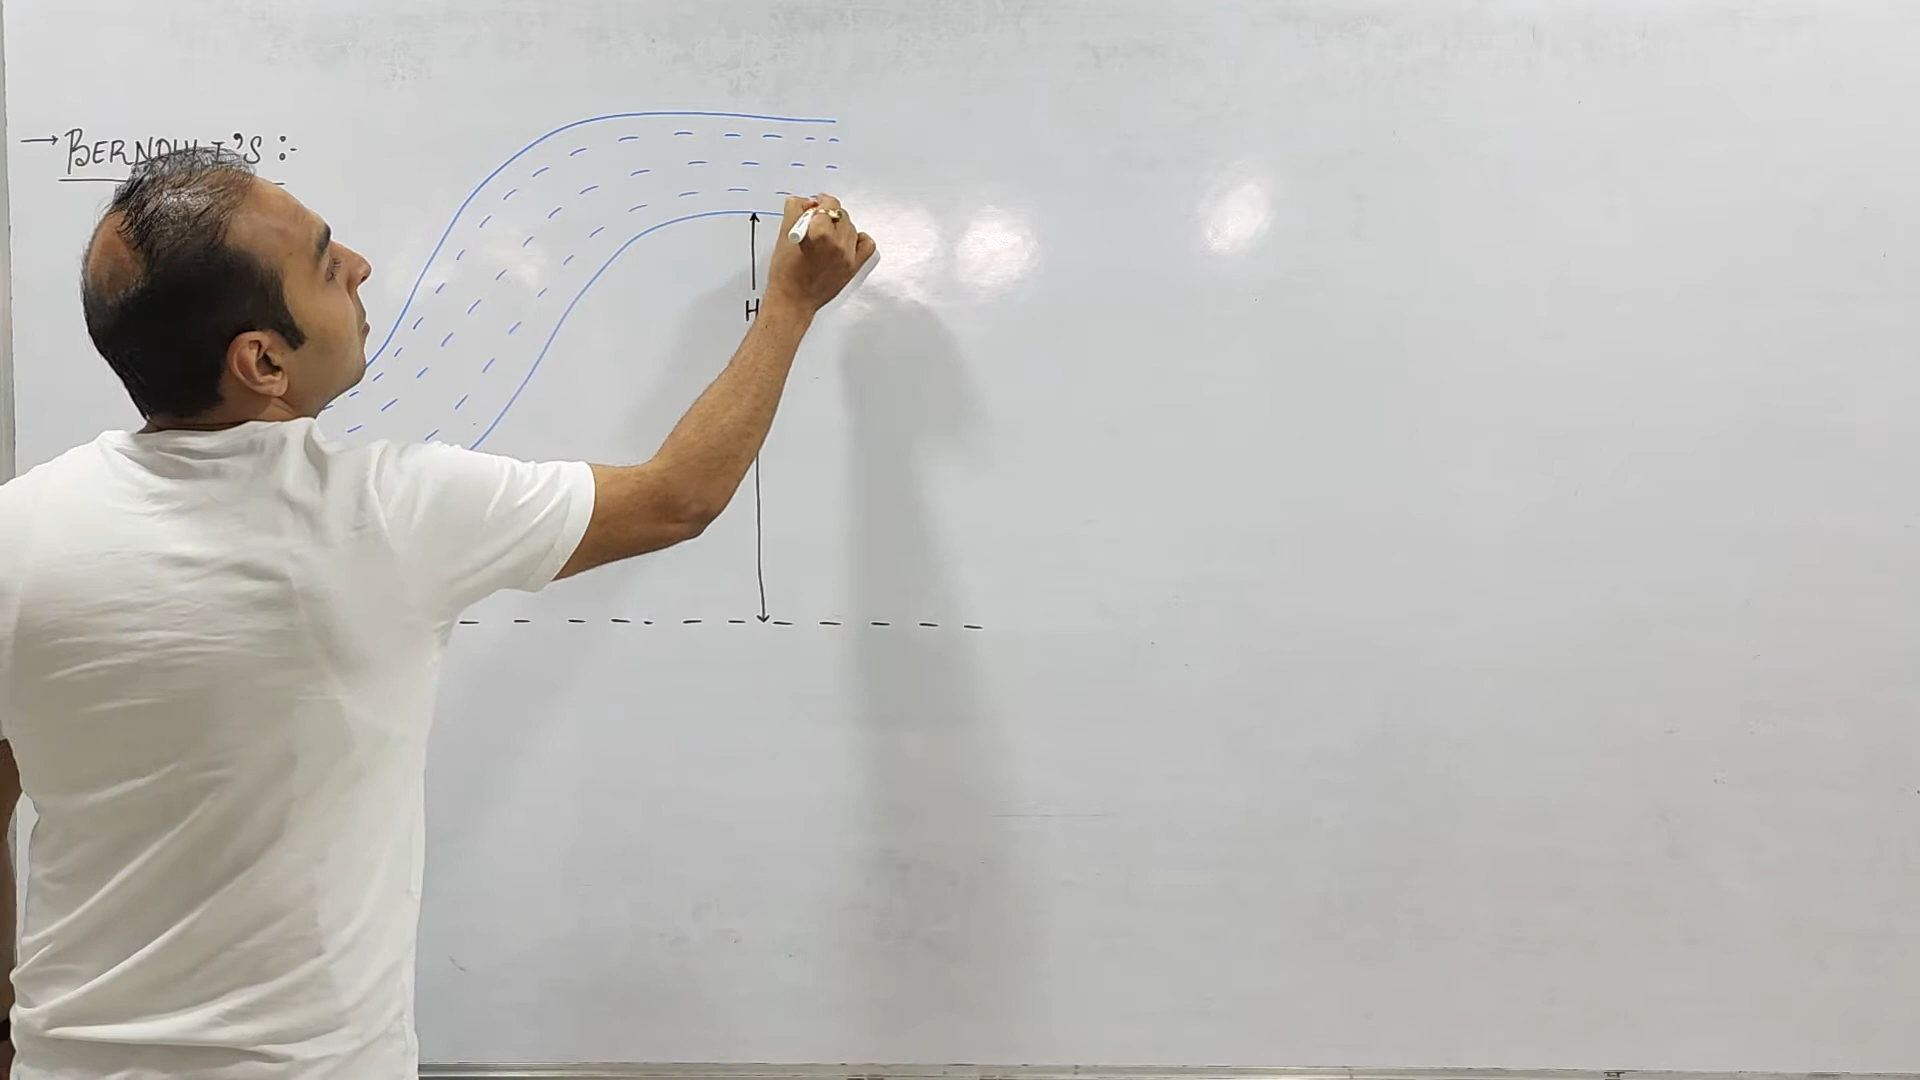 → BERNOULLI'S :-
H